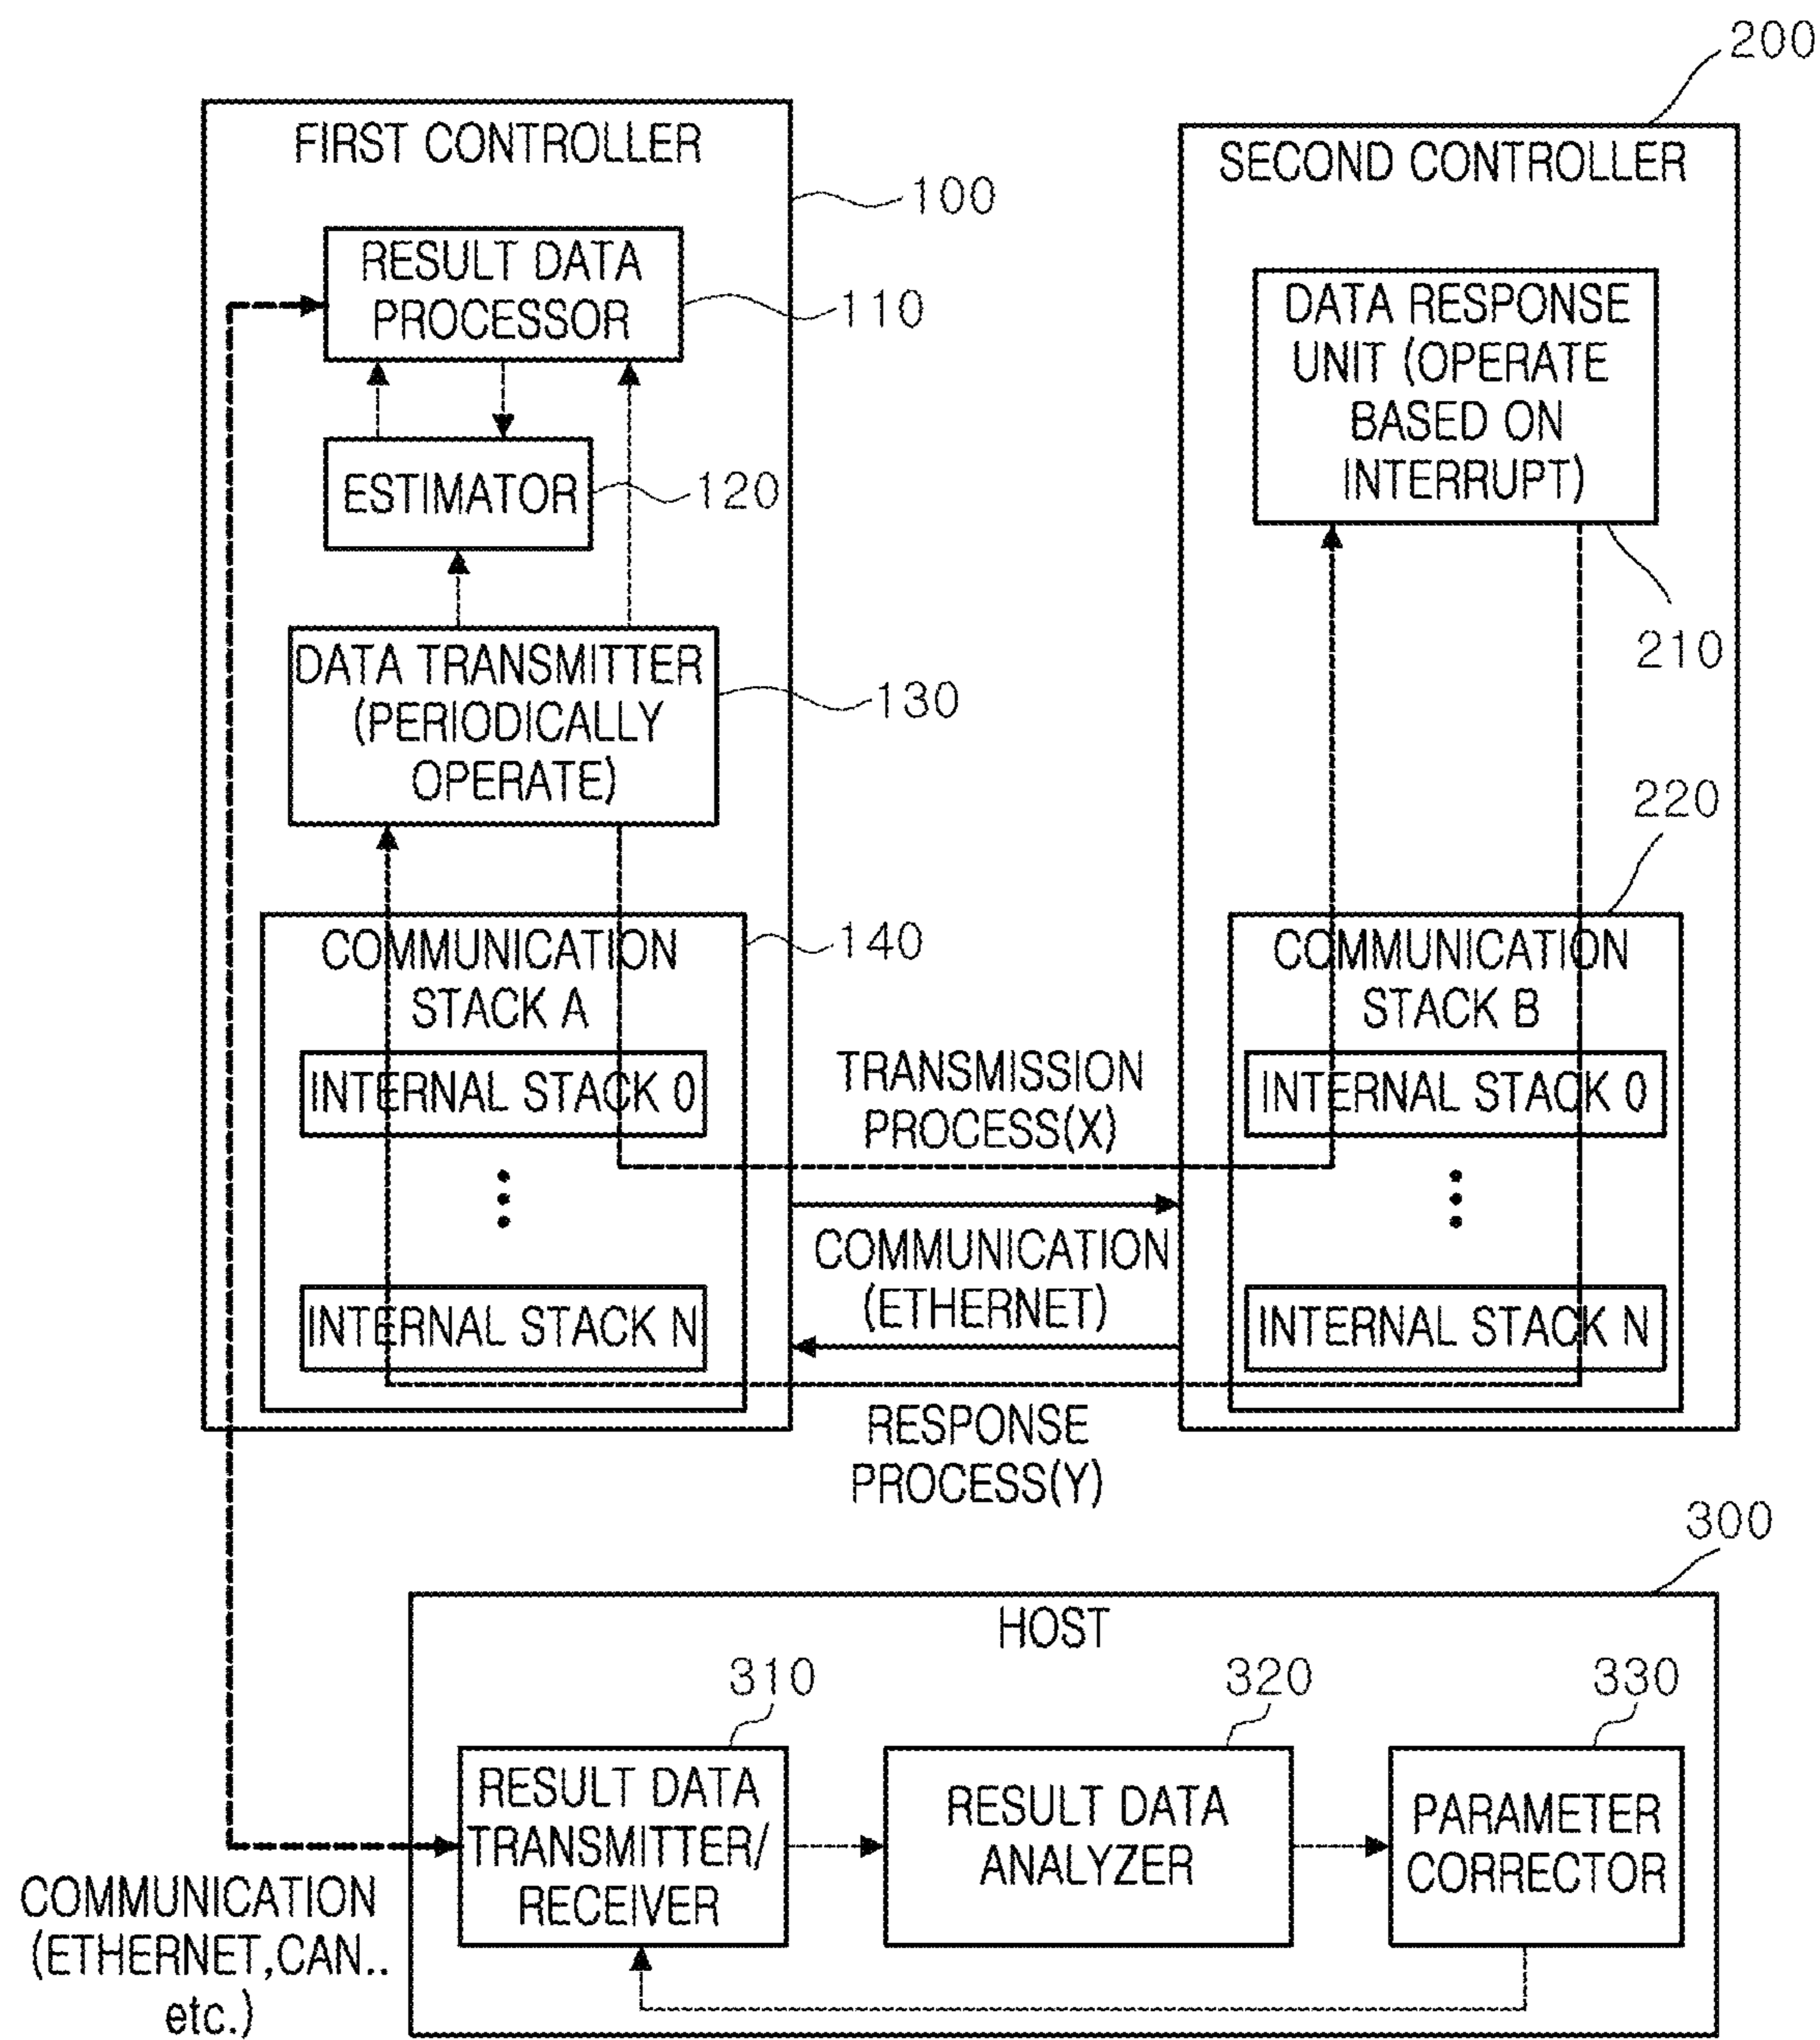 200
FIRST CONTROLLER
100
RESULT DATA
PROCESSOR
110
ESTIMATOR
120
DATA TRANSMITTER
(PERIODICALLY
OPERATE)
130
COMMUNICATION
STACK A
140
INTERNAL STACK 0
INTERNAL STACK N
SECOND CONTROLLER
DATA RESPONSE
UNIT (OPERATE
BASED ON
INTERRUPT)
210
220
COMMUNICATION
STACK B
INTERNAL STACK 0
INTERNAL STACK N
TRANSMISSION
PROCESS(X)
COMMUNICATION
(ETHERNET)
RESPONSE
PROCESS(Y)
300
HOST
310
320
330
RESULT DATA
TRANSMITTER/
RECEIVER
RESULT DATA
ANALYZER
PARAMETER
CORRECTOR
COMMUNICATION
(ETHERNET,CAN..
etc.)